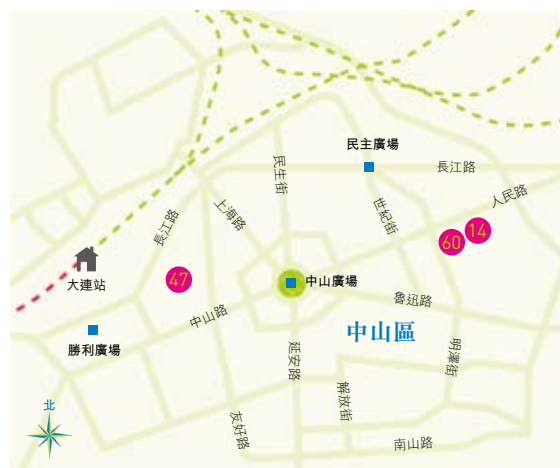 民主廣場
民生街
長江路
世紀街
人民路
上海路
長江路
60
14
大連站
47
中山廣場
魯迅路
中山路
中山區
勝利廣場
延安路
明澤街
解放街
北
友好路
南山路